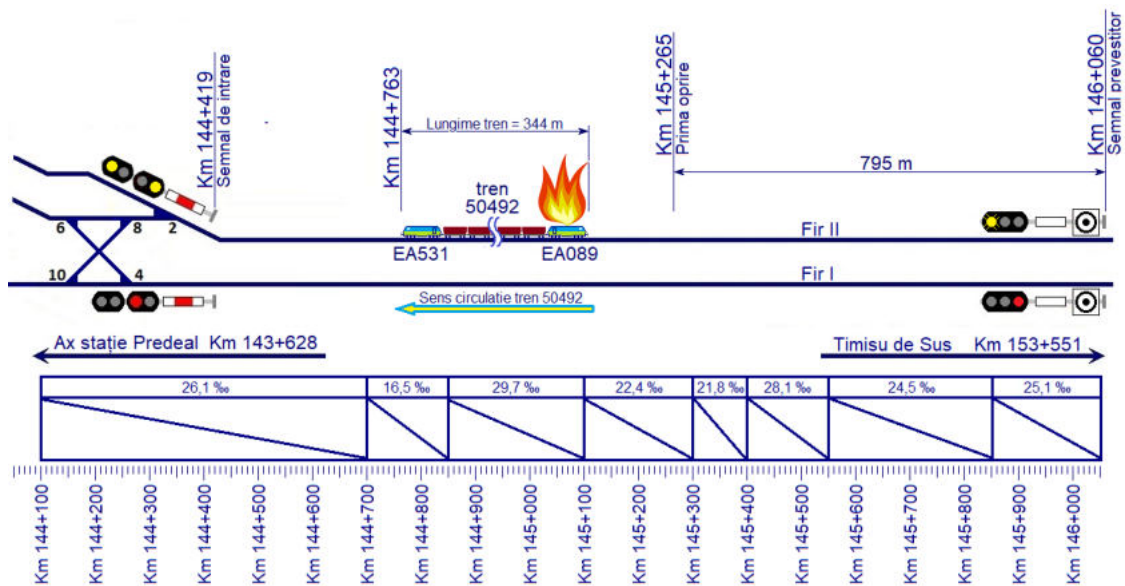 Km 144+419
Semnal de intrare
Km 144+763
Lungime tren = 344 m
Km 145+265
Prima oprire
Km 146+060
Semnal prevestitor
795 m
tren
50492
6
8
2
Fir II
EA531
EA089
10
4
Fir I
Sens circulatie tren 50492
Ax stație Predeal Km 143+628
Timisu de Sus Km 153+551
26,1 ‰
16,5 ‰
29,7 ‰
22,4 ‰
21,8 ‰
28,1 ‰
24,5 ‰
25,1 ‰
Km 144+100
Km 144+200
Km 144+300
Km 144+400
Km 144+500
Km 144+600
Km 144+700
Km 144+800
Km 144+900
Km 145+000
Km 145+100
Km 145+200
Km 145+300
Km 145+400
Km 145+500
Km 145+600
Km 145+700
Km 145+800
Km 145+900
Km 146+000